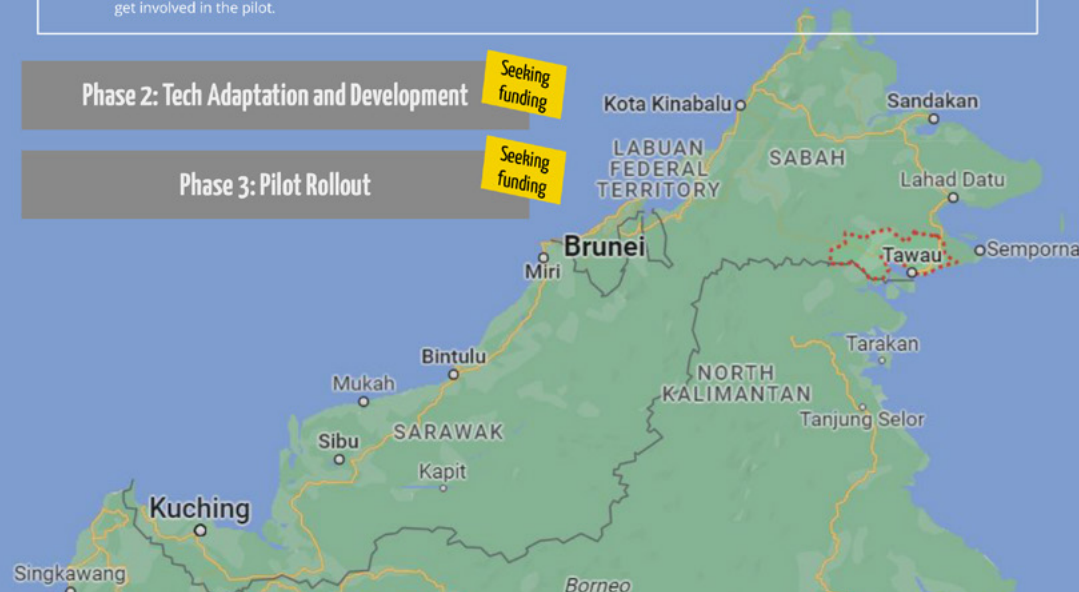 get involved in the pilot.
Phase 2: Tech Adaptation and Development
Seeking
funding
Phase 3: Pilot Rollout
Seeking
funding
Kota Kinabalu
Sandakan
LABUAN
FEDERAL
TERRITORY
SABAH
Lahad Datu
Brunei
Miri
Tawau
Semporna
Bintulu
Tarakan
Mukah
NORTH
KALIMANTAN
Tanjung Selor
Sibu
SARAWAK
Kapit
Kuching
Singkawang
Borneo